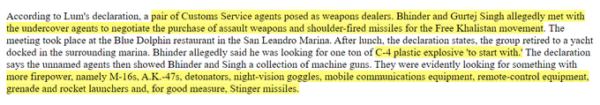 According to Lum's declaration, a pair of Customs Service agents posed as weapons dealers. Bhinder and Gurtej Singh allegedly met with
the undercover agents to negotiate the purchase of assault weapons and shoulder-fired missiles for the Free Khalistan movement. The
meeting took place at the Blue Dolphin restaurant in the San Leandro Marina. After lunch, the declaration states, the group retired to a yacht
docked in the surrounding marina. Bhinder allegedly said he was looking for one ton of C-4 plastic explosive 'to start with.' The declaration
says the unnamed agents then showed Bhinder and Singh a collection of machine guns. They were evidently looking for something with
more firepower, namely M-16s, A.K.-47s, detonators, night-vision goggles, mobile communications equipment, remote-control equipment,
grenade and rocket launchers and, for good measure, Stinger missiles.